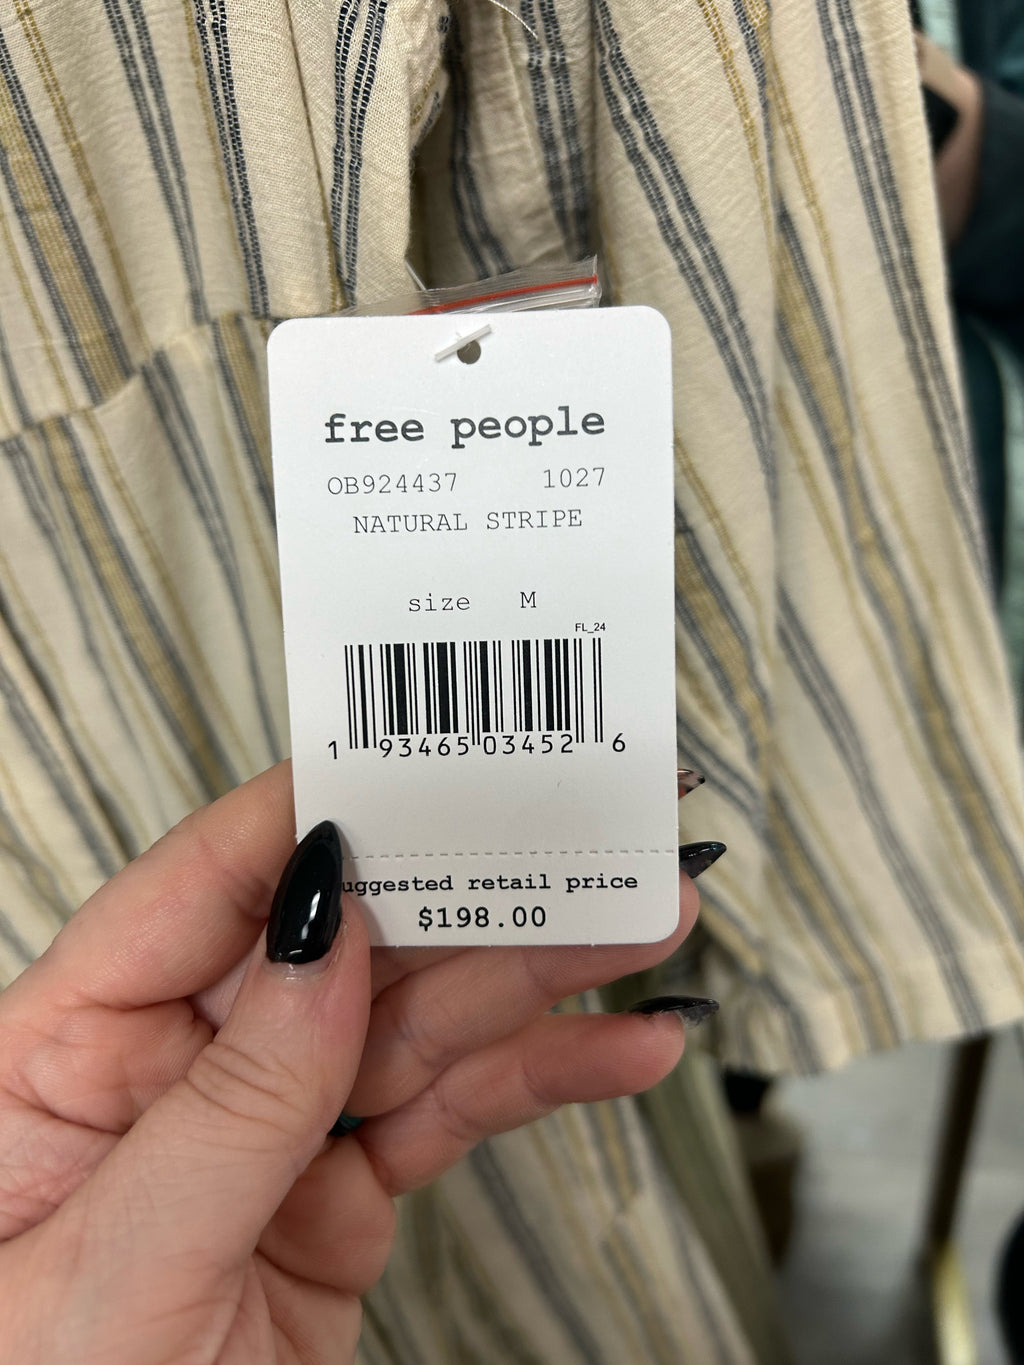 free people
OB924437 1027
NATURAL STRIPE
size M
FL_24
1 93465 03452 6
uggested retail price
$198.00